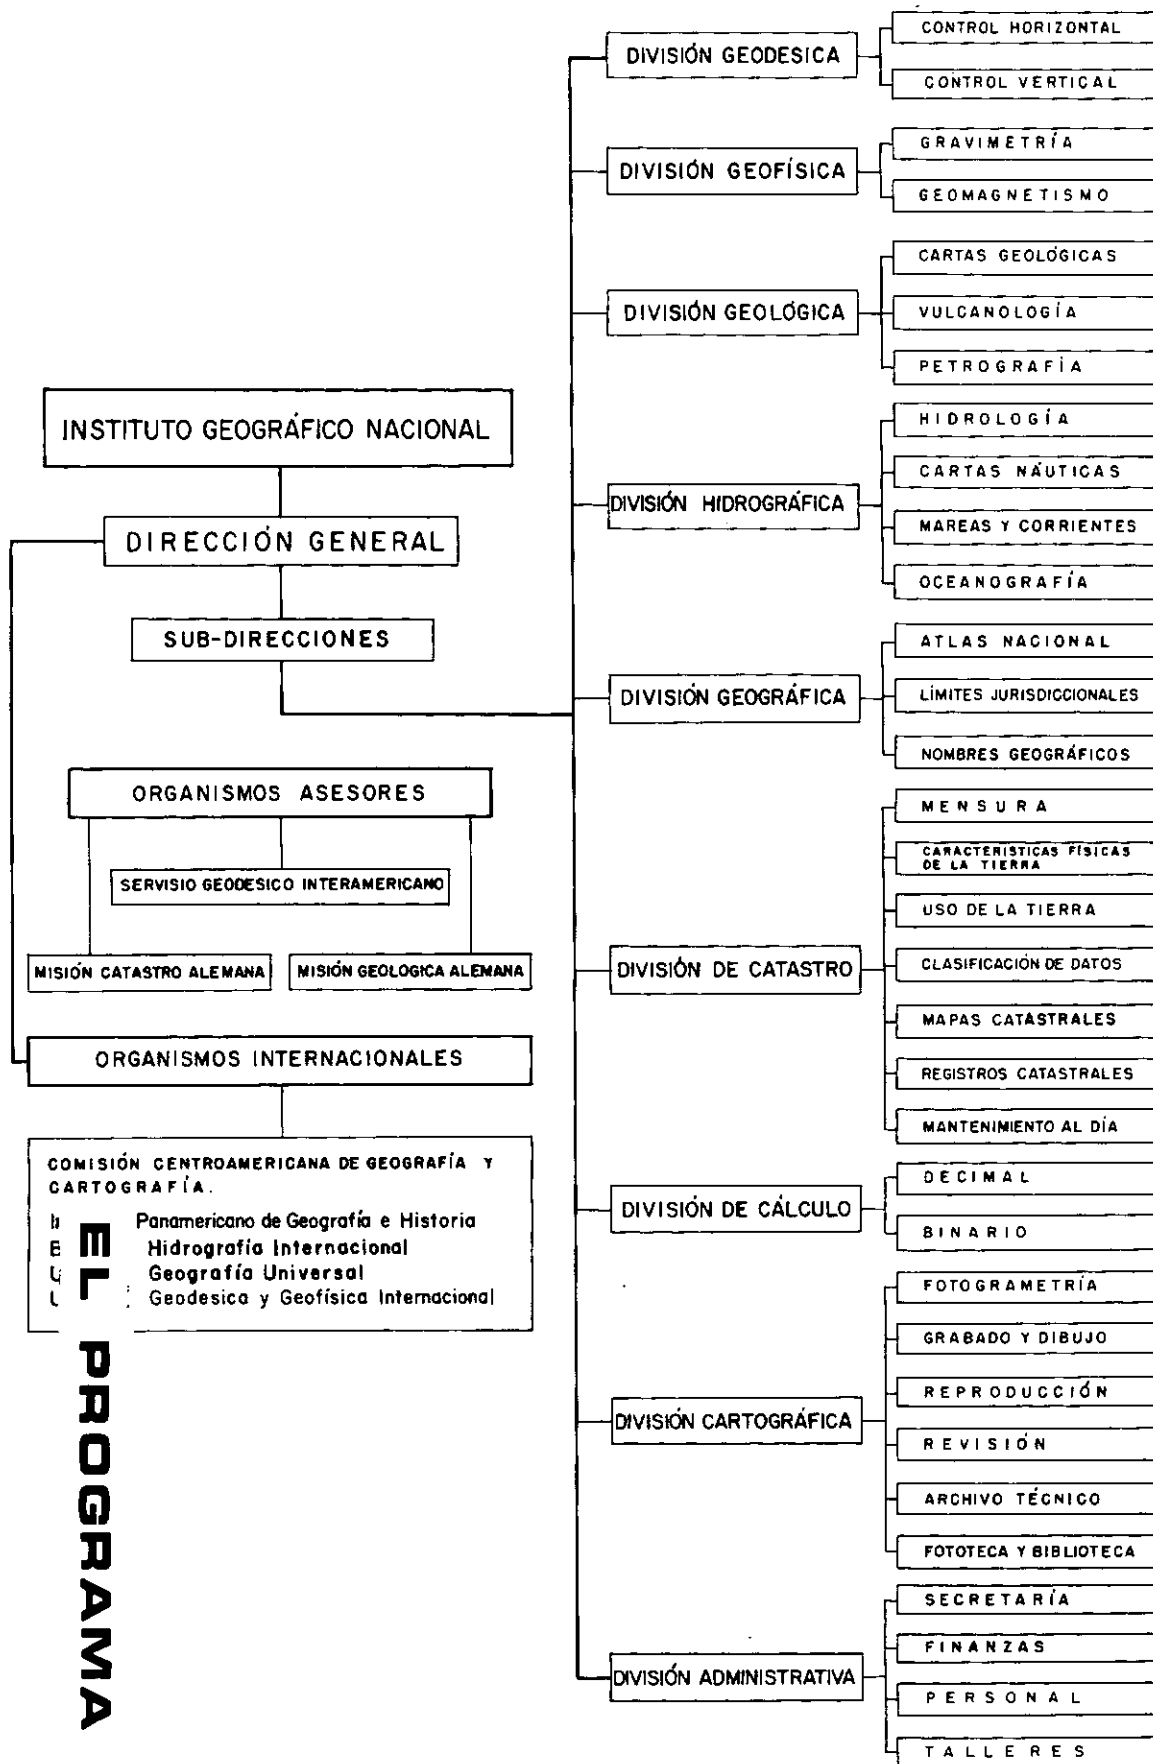 INSTITUTO GEOGRÁFICO NACIONAL
DIRECCIÓN GENERAL
SUB-DIRECCIONES
ORGANISMOS ASESORES
SERVISIO GEODESICO INTERAMERICANO
MISIÓN CATASTRO ALEMANA
MISIÓN GEOLOGICA ALEMANA
ORGANISMOS INTERNACIONALES
COMISIÓN CENTROAMERICANA DE GEOGRAFÍA Y
CARTOGRAFÍA.
Panamericano de Geografía e Historia
Hidrografía Internacional
Geografía Universal
Geodesica y Geofísica Internacional
EL PROGRAMA
DIVISIÓN GEODESICA
CONTROL HORIZONTAL
CONTROL VERTICAL
DIVISIÓN GEOFÍSICA
GRAVIMETRÍA
GEOMAGNETISMO
DIVISIÓN GEOLÓGICA
CARTAS GEOLÓGICAS
VULCANOLOGÍA
PETROGRAFÍA
DIVISIÓN HIDROGRÁFICA
HIDROLOGÍA
CARTAS NÁUTICAS
MAREAS Y CORRIENTES
OCEANOGRAFÍA
DIVISIÓN GEOGRÁFICA
ATLAS NACIONAL
LÍMITES JURISDICCIONALES
NOMBRES GEOGRÁFICOS
DIVISIÓN DE CATASTRO
MENSURA
CARACTERISTICAS FÍSICAS
DE LA TIERRA
USO DE LA TIERRA
CLASIFICACIÓN DE DATOS
MAPAS CATASTRALES
REGISTROS CATASTRALES
MANTENIMIENTO AL DÍA
DIVISIÓN DE CÁLCULO
DECIMAL
BINARIO
DIVISIÓN CARTOGRÁFICA
FOTOGRAMETRÍA
GRABADO Y DIBUJO
REPRODUCCIÓN
REVISIÓN
ARCHIVO TÉCNICO
FOTOTECA Y BIBLIOTECA
DIVISIÓN ADMINISTRATIVA
SECRETARÍA
FINANZAS
PERSONAL
TALLERES